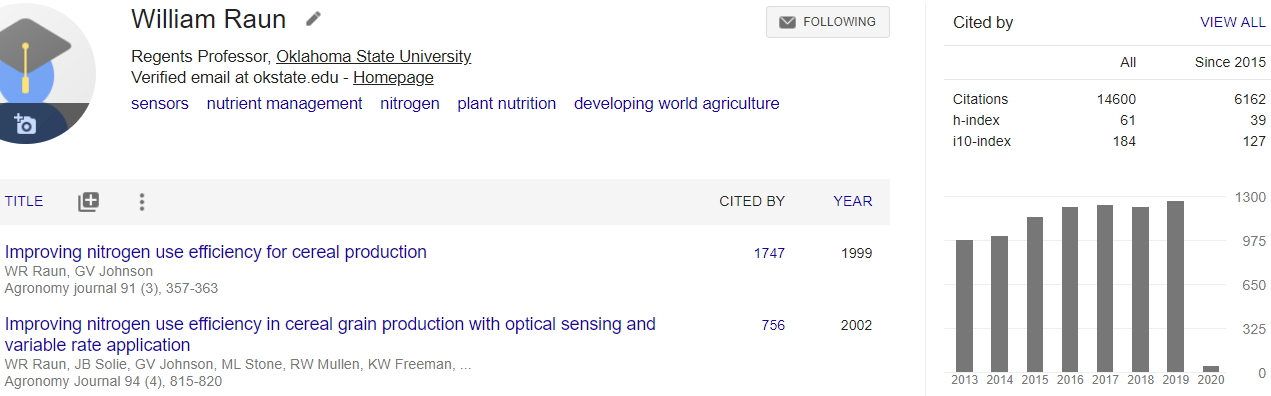 William Raun
FOLLOWING
Regents Professor, Oklahoma State University
Verified email at okstate.edu - Homepage
sensors nutrient management nitrogen plant nutrition developing world agriculture
TITLE CITED BY YEAR
Improving nitrogen use efficiency for cereal production 1747 1999
WR Raun, GV Johnson
Agronomy journal 91 (3), 357-363
Improving nitrogen use efficiency in cereal grain production with optical sensing and 756 2002
variable rate application
WR Raun, JB Solie, GV Johnson, ML Stone, RW Mullen, KW Freeman, ...
Agronomy Journal 94 (4), 815-820
Cited by VIEW ALL
All Since 2015
Citations 14600 6162
h-index 61 39
i10-index 184 127
1300
975
650
325
0
2013 2014 2015 2016 2017 2018 2019 2020